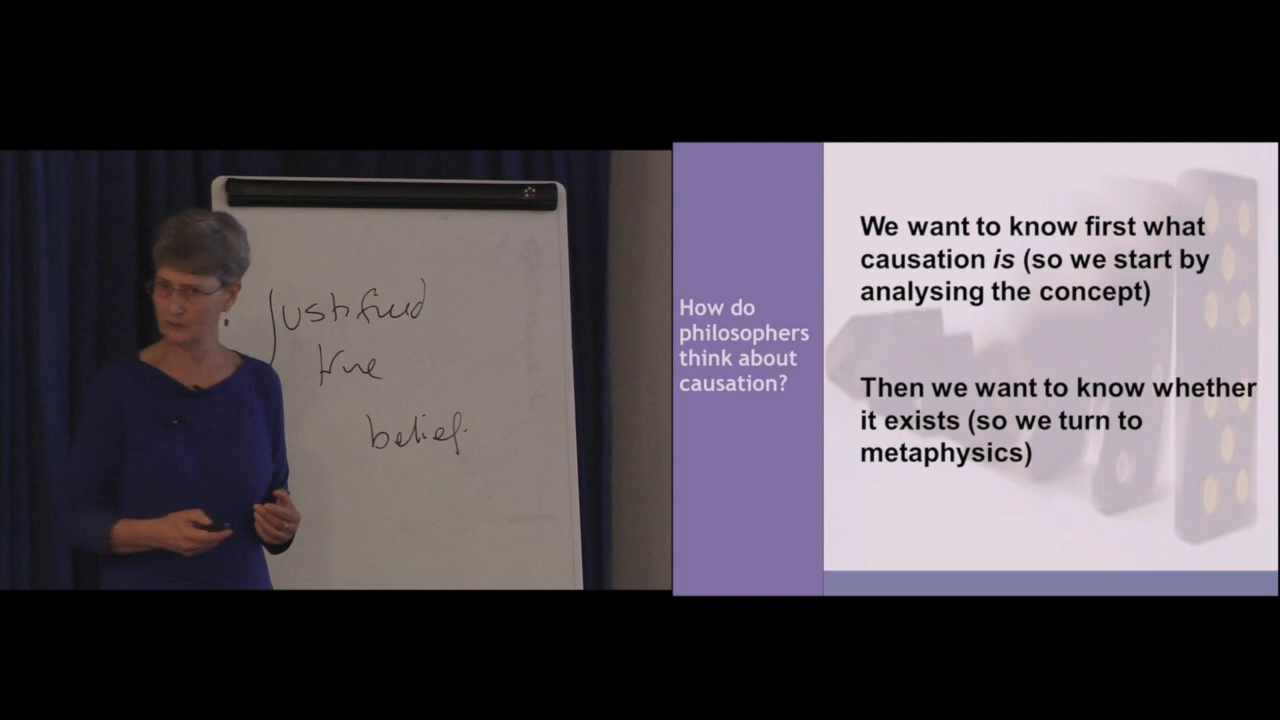 Justified
true
belief.
How do
philosophers
think about
causation?
We want to know first what
causation is (so we start by
analysing the concept)
Then we want to know whether
it exists (so we turn to
metaphysics)